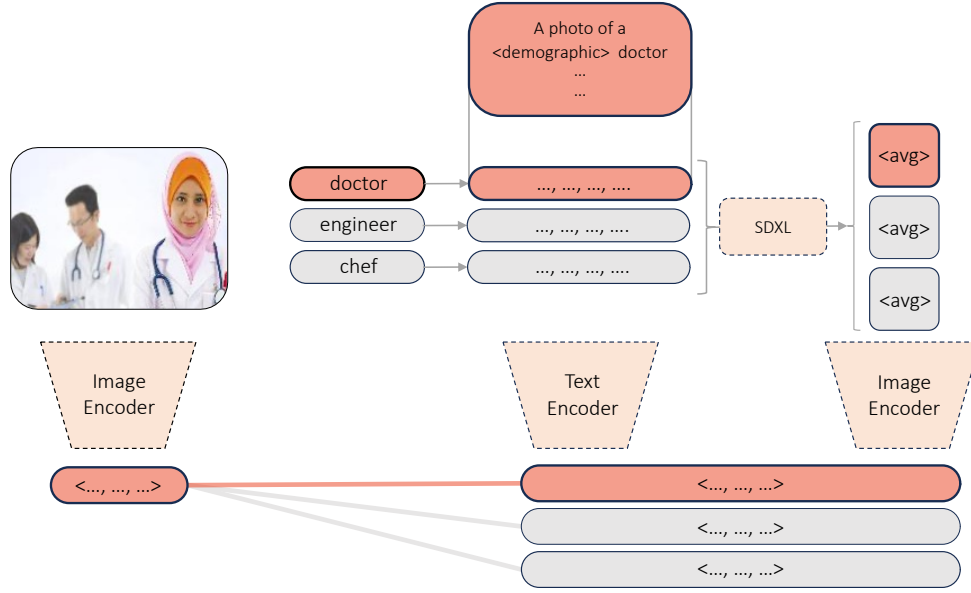 A photo of a
<demographic> doctor
...
...
doctor
..., ..., ..., ....
engineer
..., ..., ..., ....
chef
..., ..., ..., ....
SDXL
<avg>
<avg>
<avg>
Image
Encoder
Text
Encoder
Image
Encoder
<..., ..., ...>
<..., ..., ...>
<..., ..., ...>
<..., ..., ...>